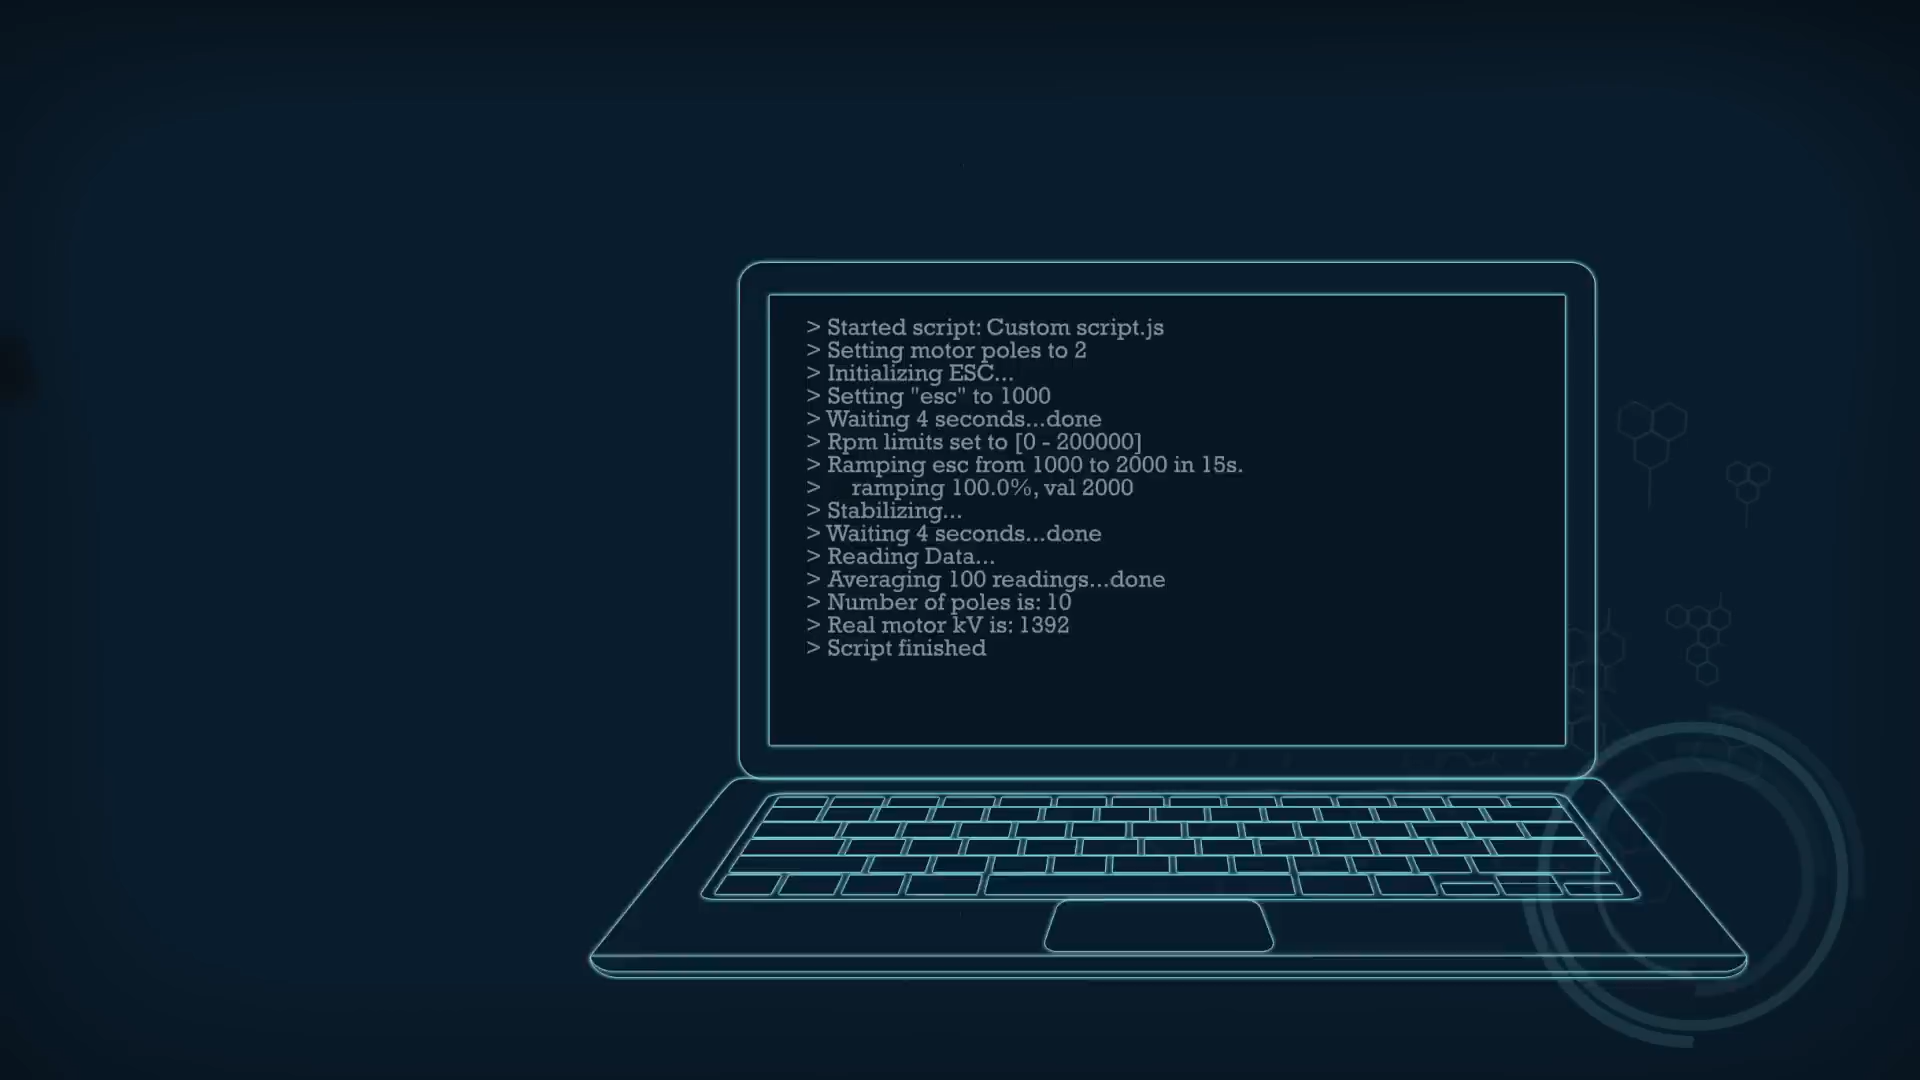 > Started script: Custom script.js
> Setting motor poles to 2
> Initializing ESC...
> Setting "esc" to 1000
> Waiting 4 seconds...done
> Rpm limits set to [0 - 200000]
> Ramping esc from 1000 to 2000 in 15s.
>    ramping 100.0%, val 2000
> Stabilizing...
> Waiting 4 seconds...done
> Reading Data...
> Averaging 100 readings...done
> Number of poles is: 10
> Real motor kV is: 1392
> Script finished